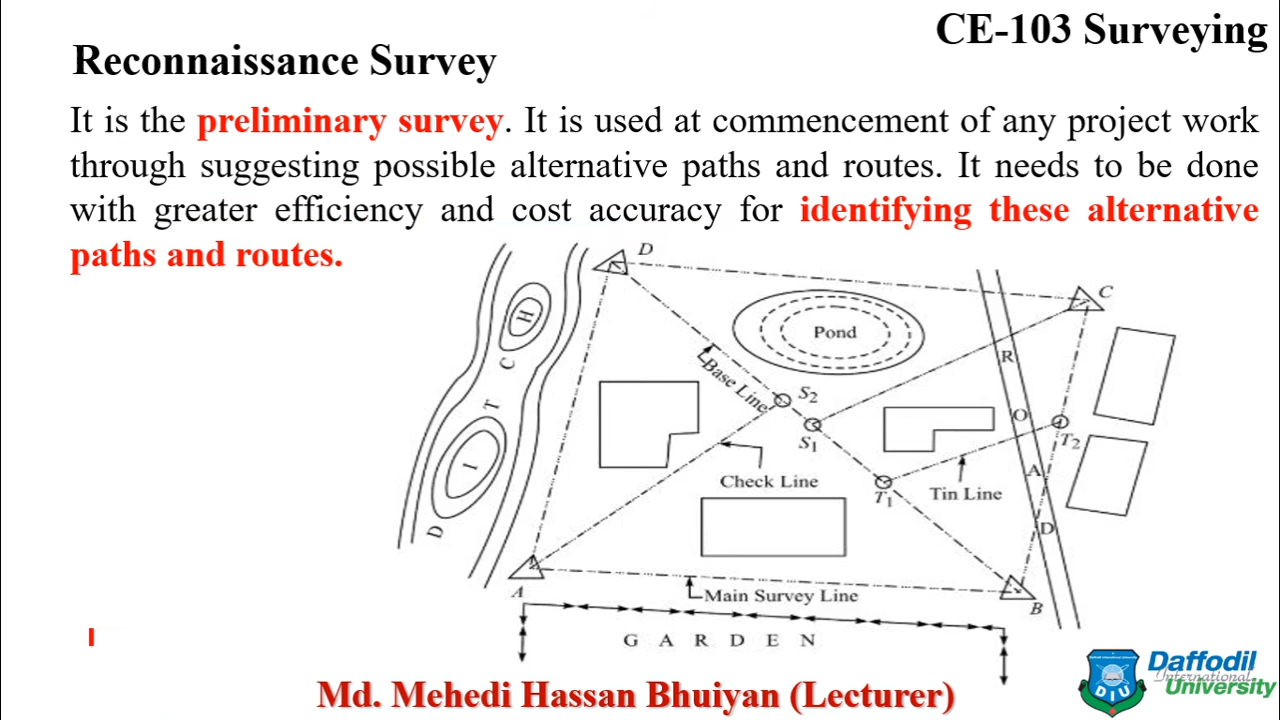 CE-103 Surveying
Reconnaissance Survey
It is the preliminary survey. It is used at commencement of any project work
through suggesting possible alternative paths and routes. It needs to be done
with greater efficiency and cost accuracy for identifying these alternative
paths and routes.
D
C
H
C
T
I
D
Pond
R
O
A
D
Base Line
S2
S1
T2
Check Line
T1
Tin Line
A
Main Survey Line
B
G A R D E N
Md. Mehedi Hassan Bhuiyan (Lecturer)
DIU
Daffodil
International
University